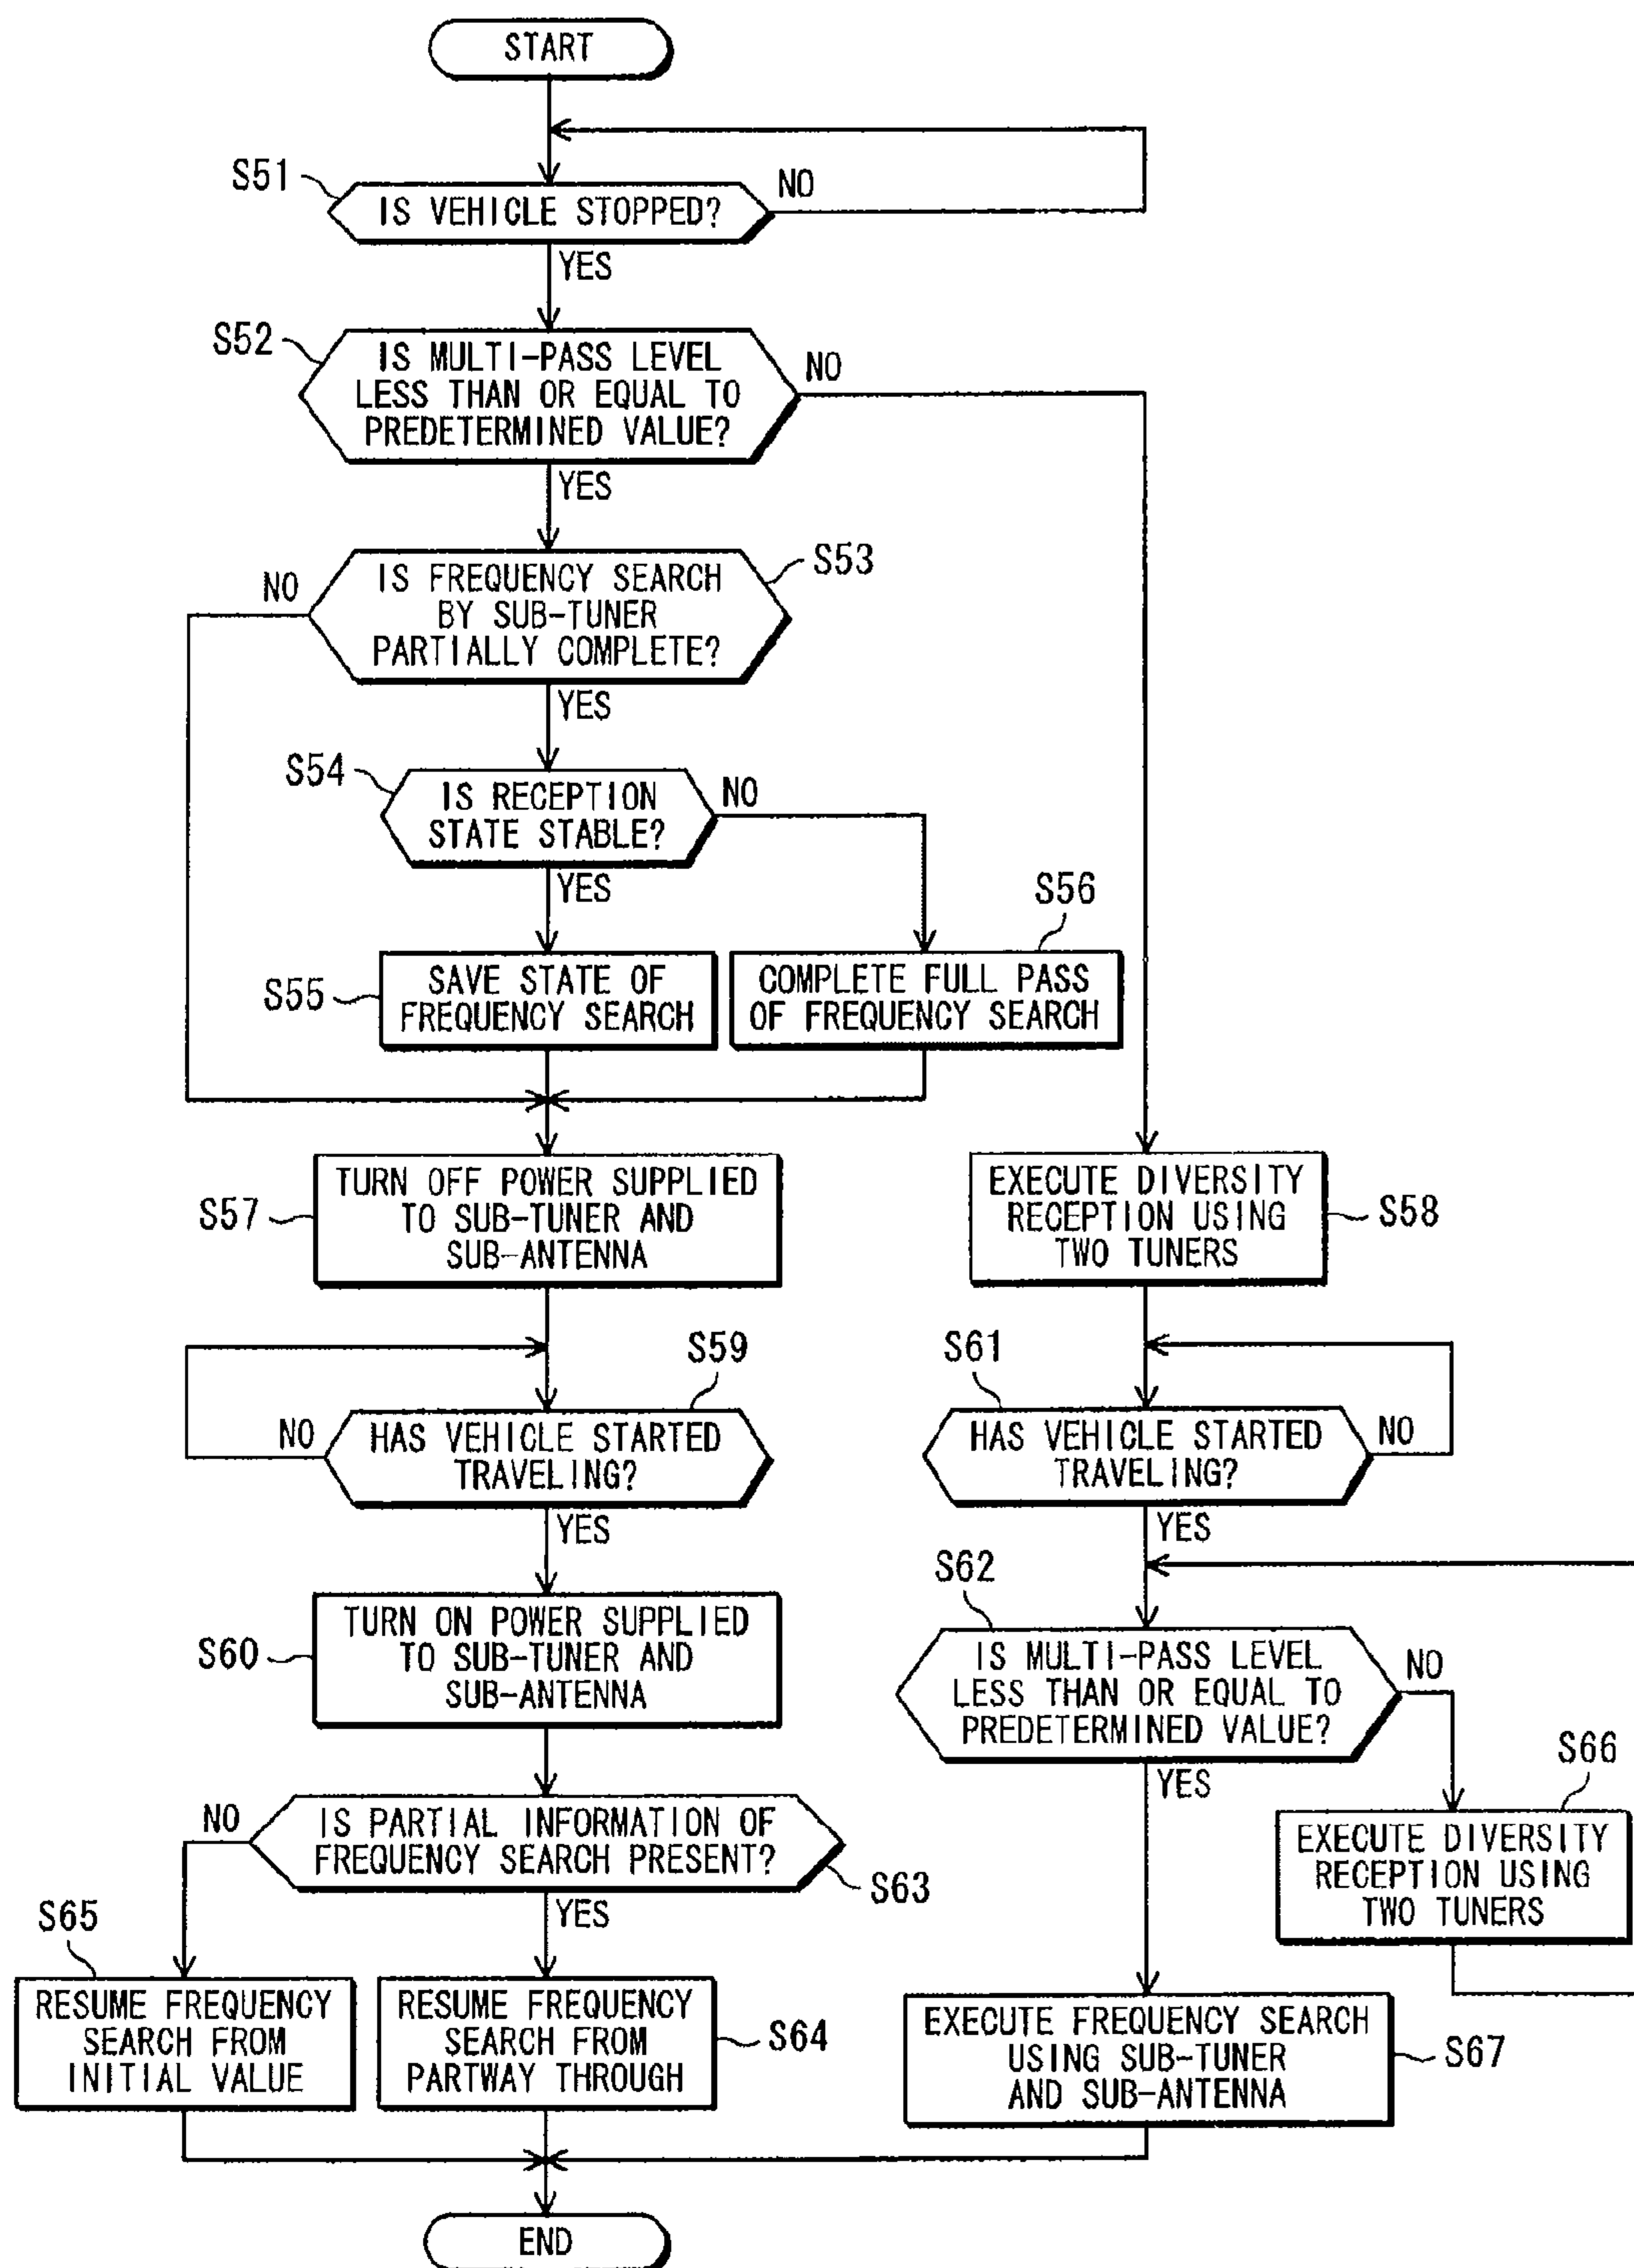 START
S51
IS VEHICLE STOPPED?
NO
YES
S52
IS MULTI-PASS LEVEL
LESS THAN OR EQUAL TO
PREDETERMINED VALUE?
NO
YES
S53
NO
IS FREQUENCY SEARCH
BY SUB-TUNER
PARTIALLY COMPLETE?
YES
S54
IS RECEPTION
STATE STABLE?
NO
YES
S56
S55
SAVE STATE OF
FREQUENCY SEARCH
COMPLETE FULL PASS
OF FREQUENCY SEARCH
S57
TURN OFF POWER SUPPLIED
TO SUB-TUNER AND
SUB-ANTENNA
EXECUTE DIVERSITY
RECEPTION USING
TWO TUNERS
S58
S59
NO
HAS VEHICLE STARTED
TRAVELING?
YES
S61
HAS VEHICLE STARTED
TRAVELING?
NO
YES
S60
TURN ON POWER SUPPLIED
TO SUB-TUNER AND
SUB-ANTENNA
S62
IS MULTI-PASS LEVEL
LESS THAN OR EQUAL TO
PREDETERMINED VALUE?
NO
YES
S66
EXECUTE DIVERSITY
RECEPTION USING
TWO TUNERS
NO
IS PARTIAL INFORMATION OF
FREQUENCY SEARCH PRESENT?
S63
YES
S65
RESUME FREQUENCY
SEARCH FROM
INITIAL VALUE
RESUME FREQUENCY
SEARCH FROM
PARTWAY THROUGH
S64
EXECUTE FREQUENCY SEARCH
USING SUB-TUNER
AND SUB-ANTENNA
S67
END